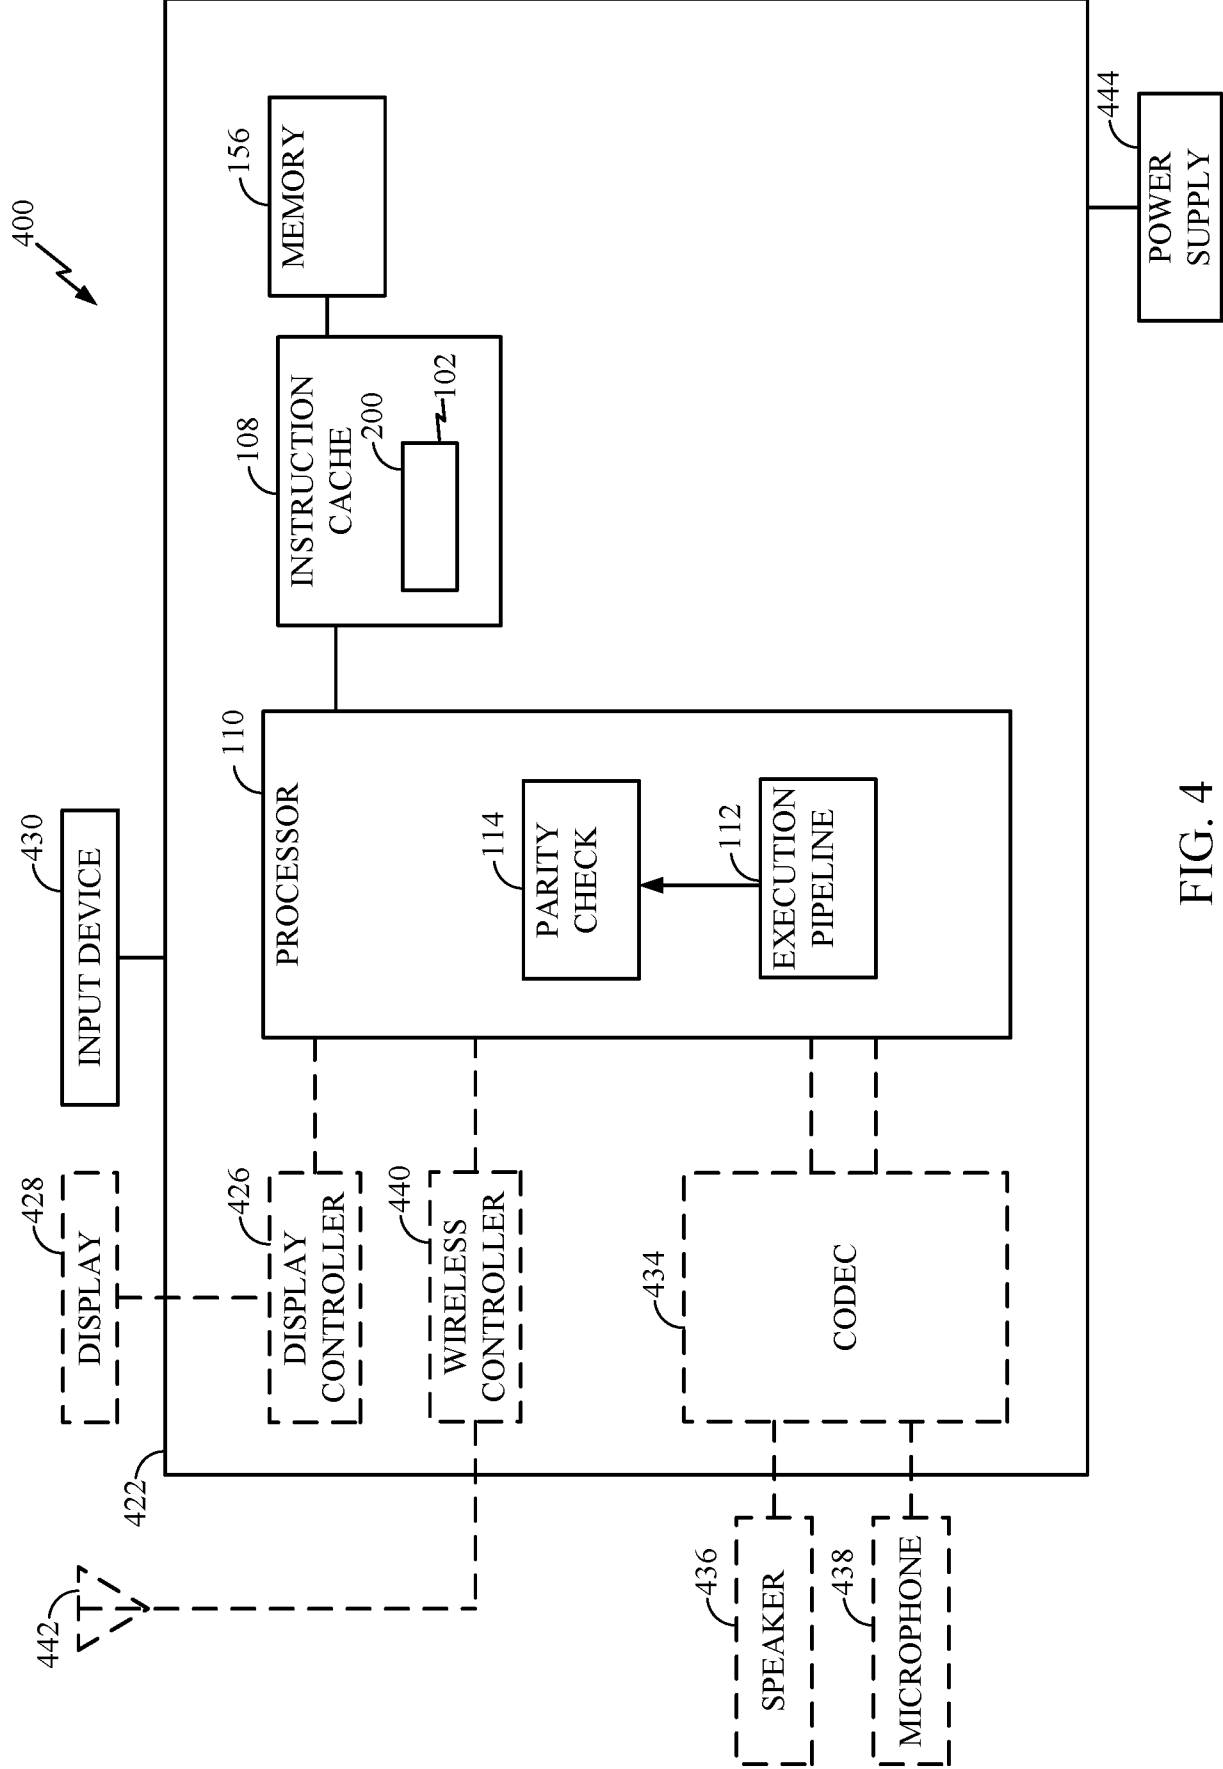 400
442
422
DISPLAY
428
INPUT DEVICE
430
DISPLAY
CONTROLLER
426
WIRELESS
CONTROLLER
440
CODEC
434
SPEAKER
436
MICROPHONE
438
PROCESSOR
110
PARITY
CHECK
114
EXECUTION
PIPELINE
112
INSTRUCTION
CACHE
108
200
102
MEMORY
156
POWER
SUPPLY
444
FIG. 4